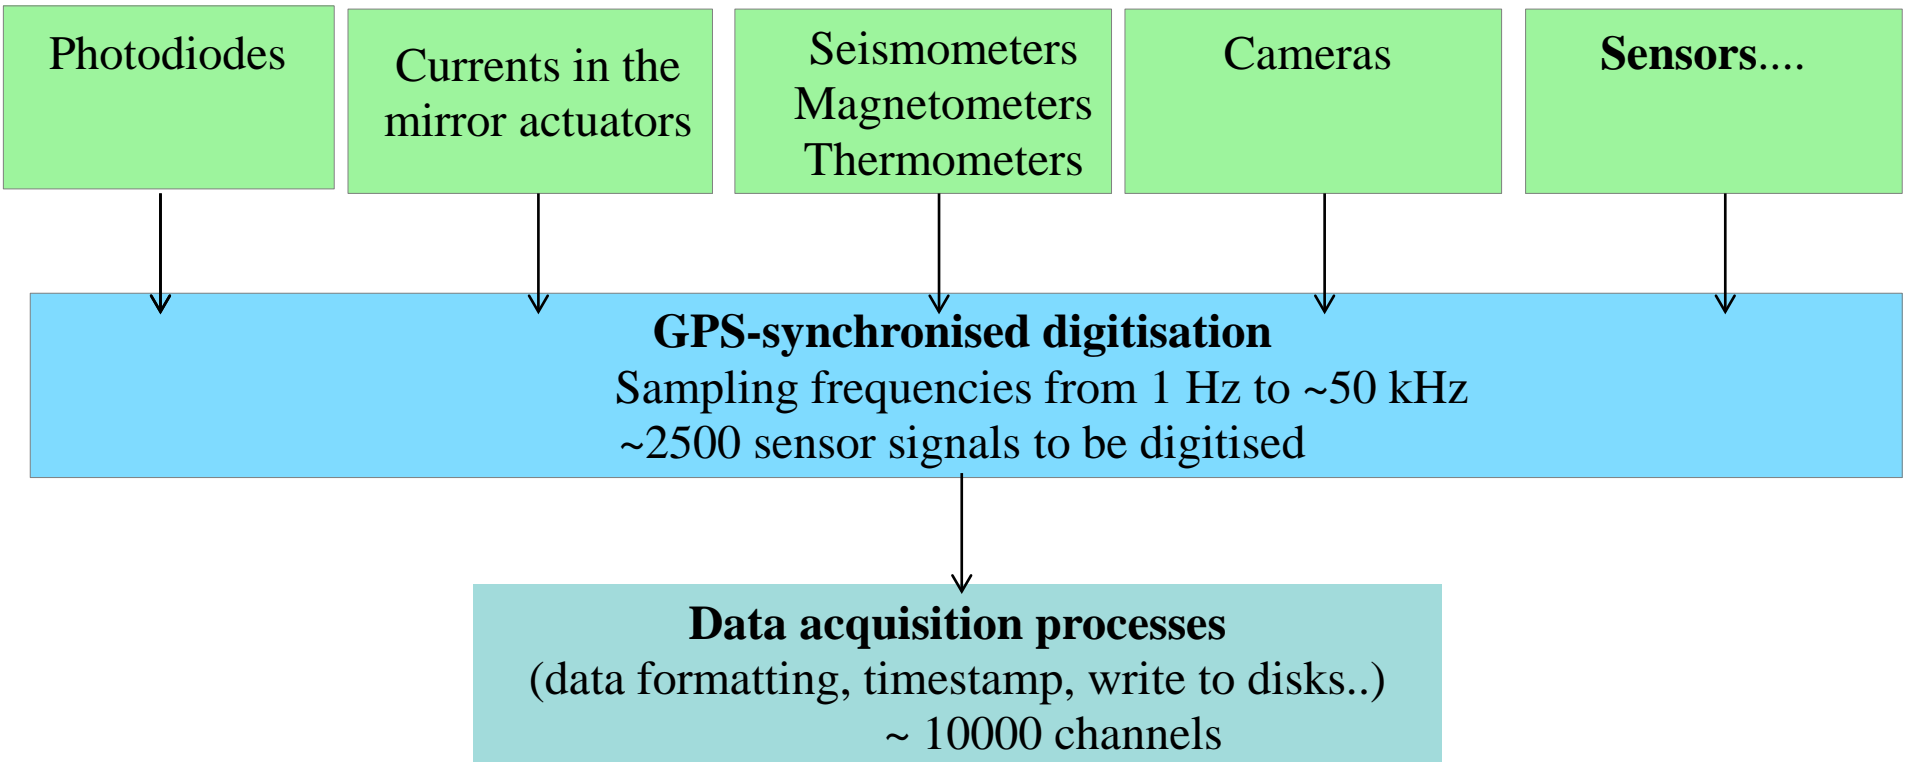 Photodiodes
Currents in the
mirror actuators
Seismometers
Magnetometers
Thermometers
Cameras
Sensors....
GPS-synchronised digitisation
Sampling frequencies from 1 Hz to ~50 kHz
~2500 sensor signals to be digitised
Data acquisition processes
(data formatting, timestamp, write to disks..)
~ 10000 channels